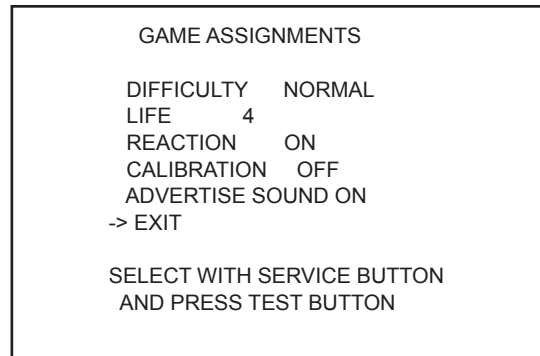 GAME ASSIGNMENTS
DIFFICULTY NORMAL
LIFE 4
REACTION ON
CALIBRATION OFF
ADVERTISE SOUND ON
-> EXIT
SELECT WITH SERVICE BUTTON
AND PRESS TEST BUTTON